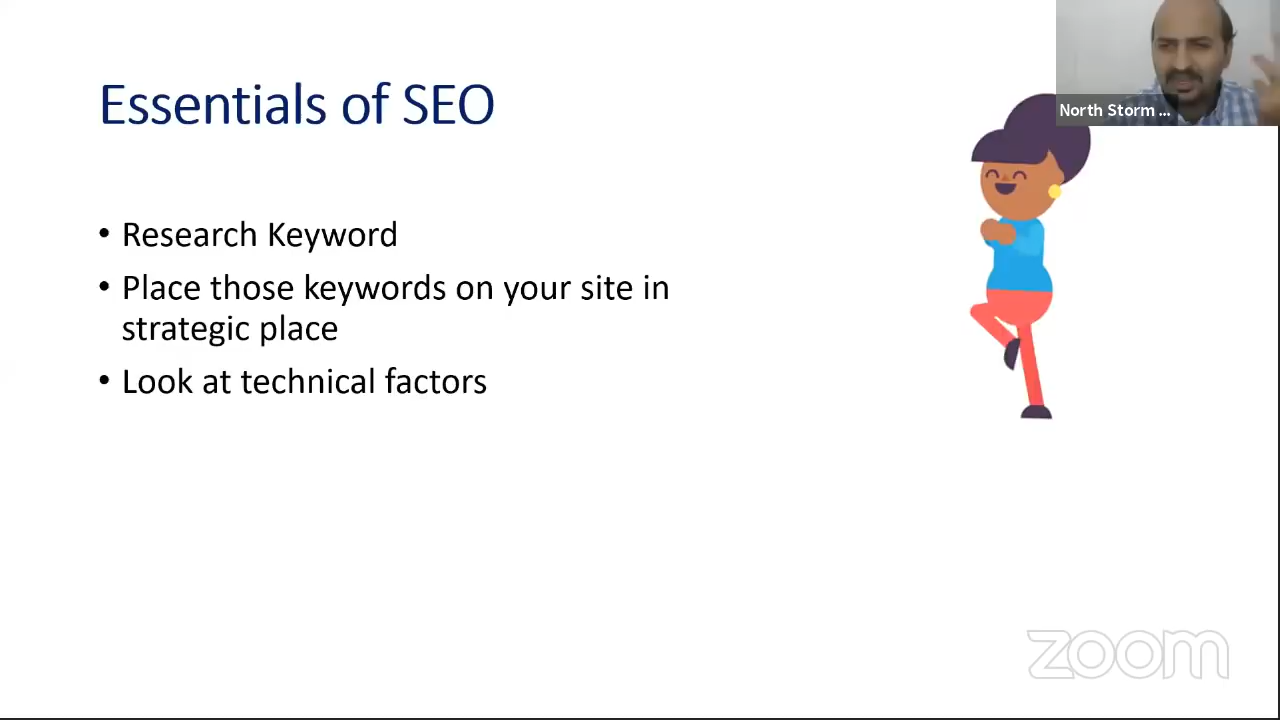 Essentials of SEO
North Storm ...
• Research Keyword
• Place those keywords on your site in
strategic place
• Look at technical factors
zoom